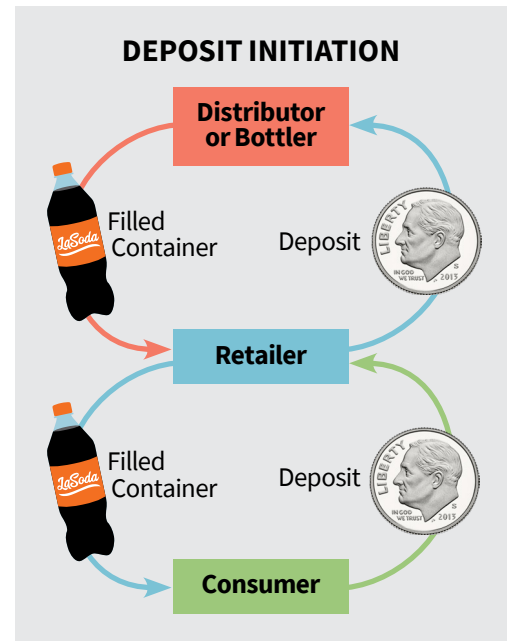 DEPOSIT INITIATION
Distributor
or Bottler
LaSoda
Filled
Container
Deposit
LIBERTY
IN GOD
WE TRUST
S
2013
Retailer
LaSoda
Filled
Container
Deposit
LIBERTY
IN GOD
WE TRUST
S
2013
Consumer